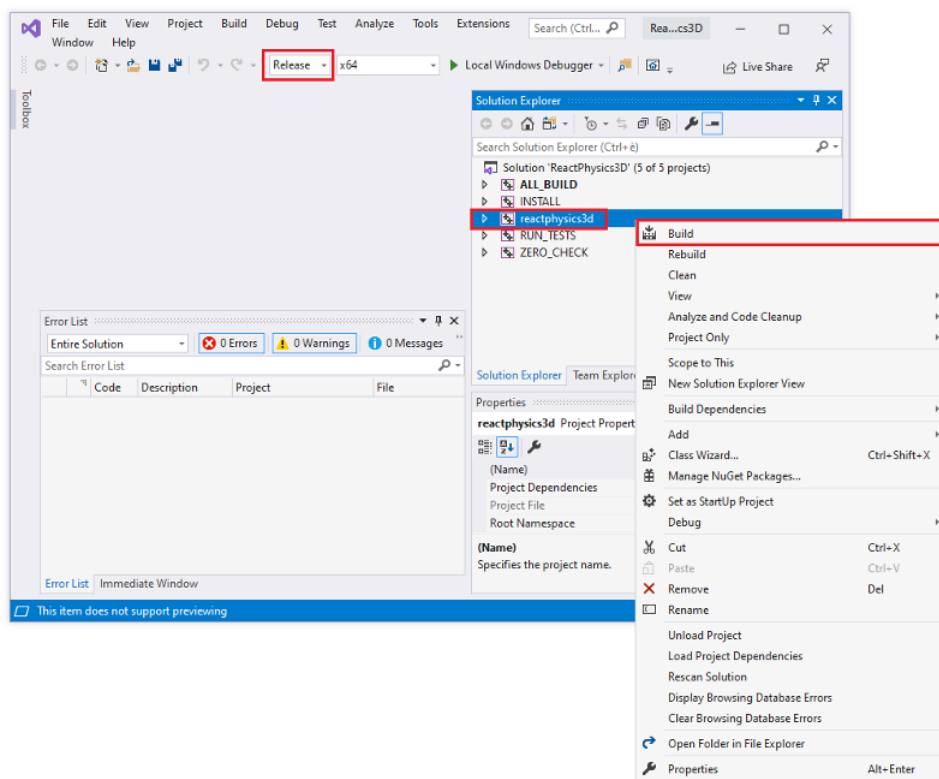 File Edit View Project Build Debug Test Analyze Tools Extensions Search (Ctrl... Rea...cs3D
Window Help
Release x64 Local Windows Debugger Live Share
Toolbox
Solution Explorer
Search Solution Explorer (Ctrl+è)
Solution 'ReactPhysics3D' (5 of 5 projects)
ALL_BUILD
INSTALL
reactphysics3d
RUN_TESTS
ZERO_CHECK
Error List
Entire Solution 0 Errors 0 Warnings 0 Messages
Search Error List
Code Description Project File
Error List Immediate Window
Solution Explorer Team Explore
Properties
reactphysics3d Project Propert
(Name)
Project Dependencies
Project File
Root Namespace
(Name)
Specifies the project name.
This item does not support previewing
Build
Rebuild
Clean
View
Analyze and Code Cleanup
Project Only
Scope to This
New Solution Explorer View
Build Dependencies
Add
Class Wizard... Ctrl+Shift+X
Manage NuGet Packages...
Set as StartUp Project
Debug
Cut Ctrl+X
Paste Ctrl+V
Remove Del
Rename
Unload Project
Load Project Dependencies
Rescan Solution
Display Browsing Database Errors
Clear Browsing Database Errors
Open Folder in File Explorer
Properties Alt+Enter